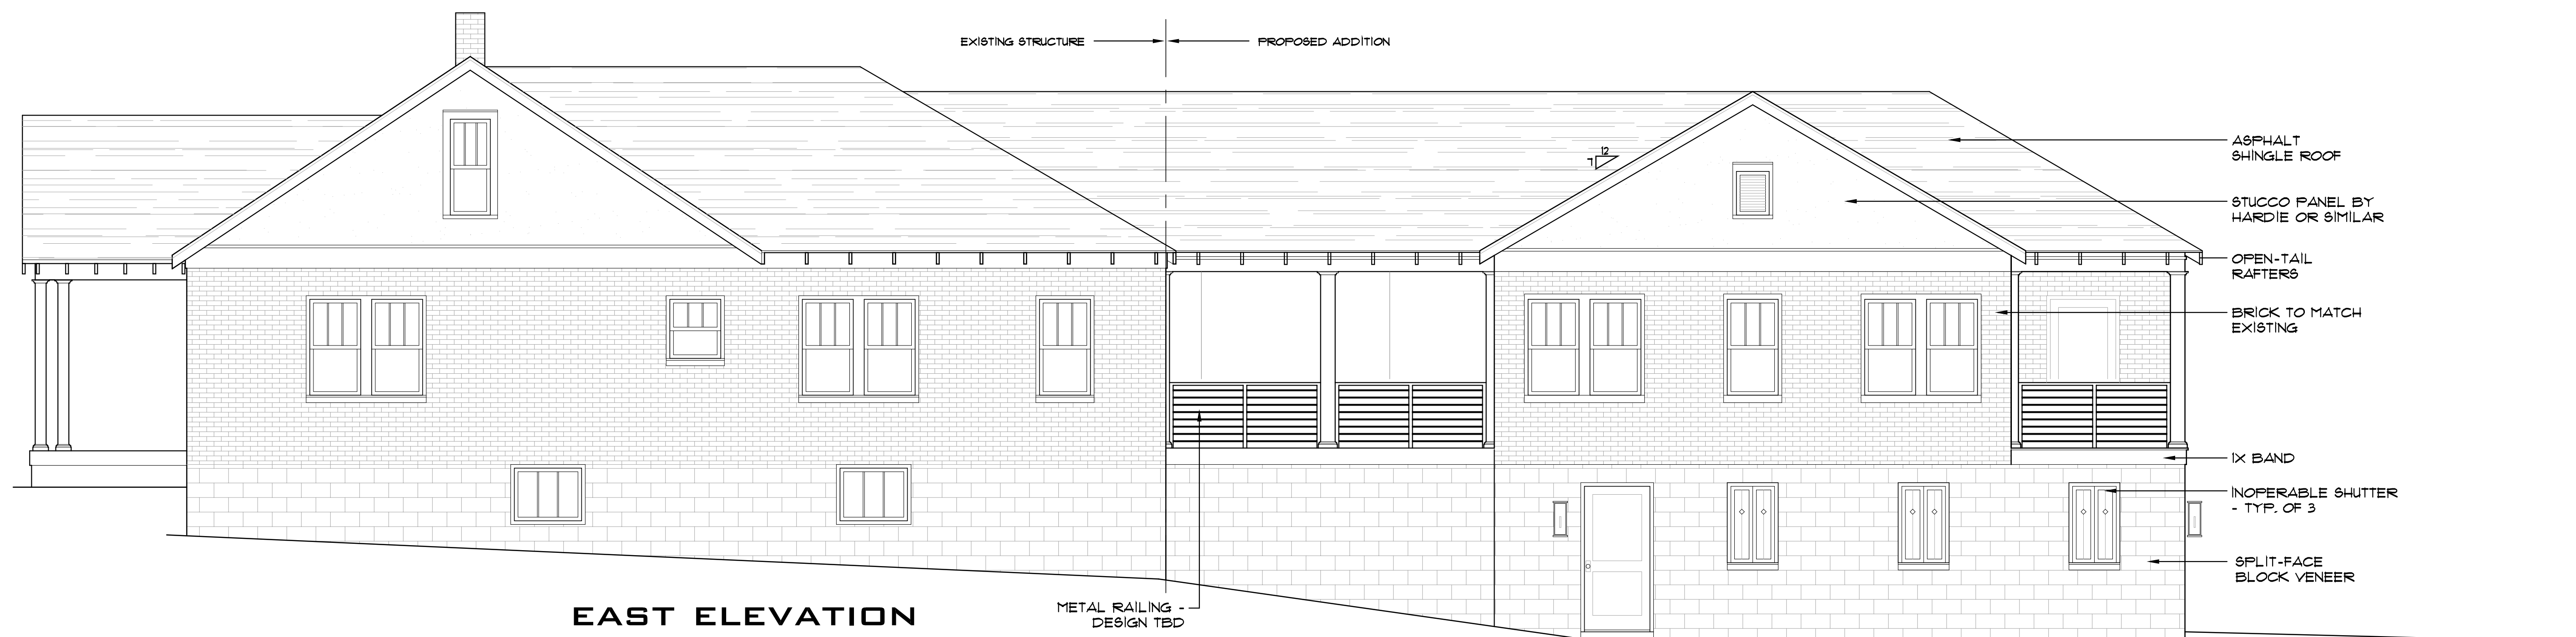 EXISTING STRUCTURE
PROPOSED ADDITION
12
7
ASPHALT
SHINGLE ROOF
STUCCO PANEL BY
HARDIE OR SIMILAR
OPEN-TAIL
RAFTERS
BRICK TO MATCH
EXISTING
1X BAND
INOPERABLE SHUTTER
- TYP. OF 3
SPLIT-FACE
BLOCK VENEER
METAL RAILING -
DESIGN TBD
EAST ELEVATION